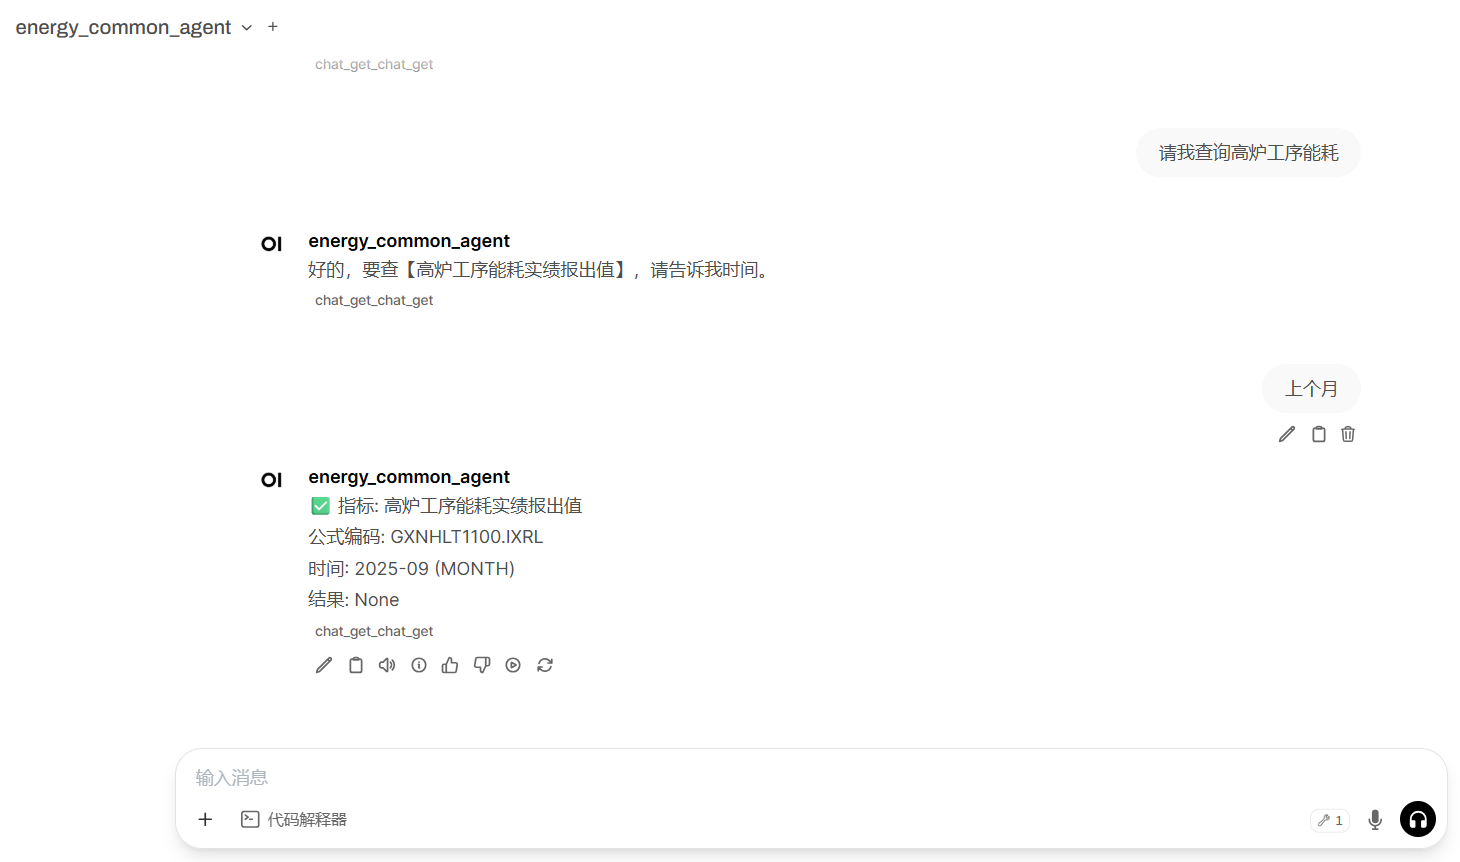 energy_common_agent
chat_get_chat_get
请我查询高炉工序能耗
OI energy_common_agent
好的，要查【高炉工序能耗实绩报出值】，请告诉我时间。
chat_get_chat_get
上个月
OI energy_common_agent
✅ 指标: 高炉工序能耗实绩报出值
公式编码: GXNHLT1100.IXRL
时间: 2025-09 (MONTH)
结果: None
chat_get_chat_get
输入消息
代码解释器
1